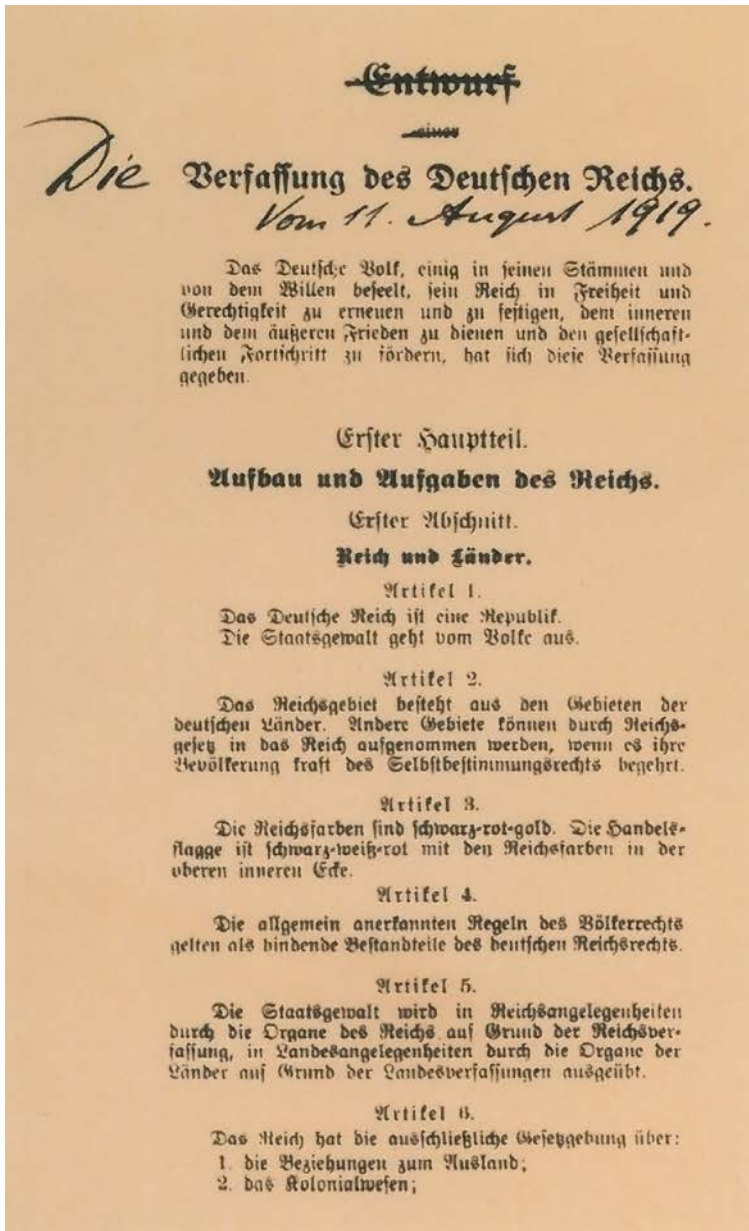 Entwurf
einer
Die Verfassung des Deutschen Reichs.
Vom 11. August 1919.
Das Deutsche Volk, einig in seinen Stämmen und
von dem Willen beseelt, sein Reich in Freiheit und
Gerechtigkeit zu erneuen und zu festigen, dem inneren
und dem äußeren Frieden zu dienen und den gesellschaft-
lichen Fortschritt zu fördern, hat sich diese Verfassung
gegeben.
Erster Hauptteil.
Aufbau und Aufgaben des Reichs.
Erster Abschnitt.
Reich und Länder.
Artikel 1.
Das Deutsche Reich ist eine Republik.
Die Staatsgewalt geht vom Volke aus.
Artikel 2.
Das Reichsgebiet besteht aus den Gebieten der
deutschen Länder. Andere Gebiete können durch Reichs-
gesetz in das Reich aufgenommen werden, wenn es ihre
Bevölkerung kraft des Selbstbestimmungsrechts begehrt.
Artikel 3.
Die Reichsfarben sind schwarz-rot-gold. Die Handels-
flagge ist schwarz-weiß-rot mit den Reichsfarben in der
oberen inneren Ecke.
Artikel 4.
Die allgemein anerkannten Regeln des Völkerrechts
gelten als bindende Bestandteile des deutschen Reichsrechts.
Artikel 5.
Die Staatsgewalt wird in Reichsangelegenheiten
durch die Organe des Reichs auf Grund der Reichsver-
fassung, in Landesangelegenheiten durch die Organe der
Länder auf Grund der Landesverfassungen ausgeübt.
Artikel 6.
Das Reich hat die ausschließliche Gesetzgebung über:
1. die Beziehungen zum Ausland;
2. das Kolonialwesen;